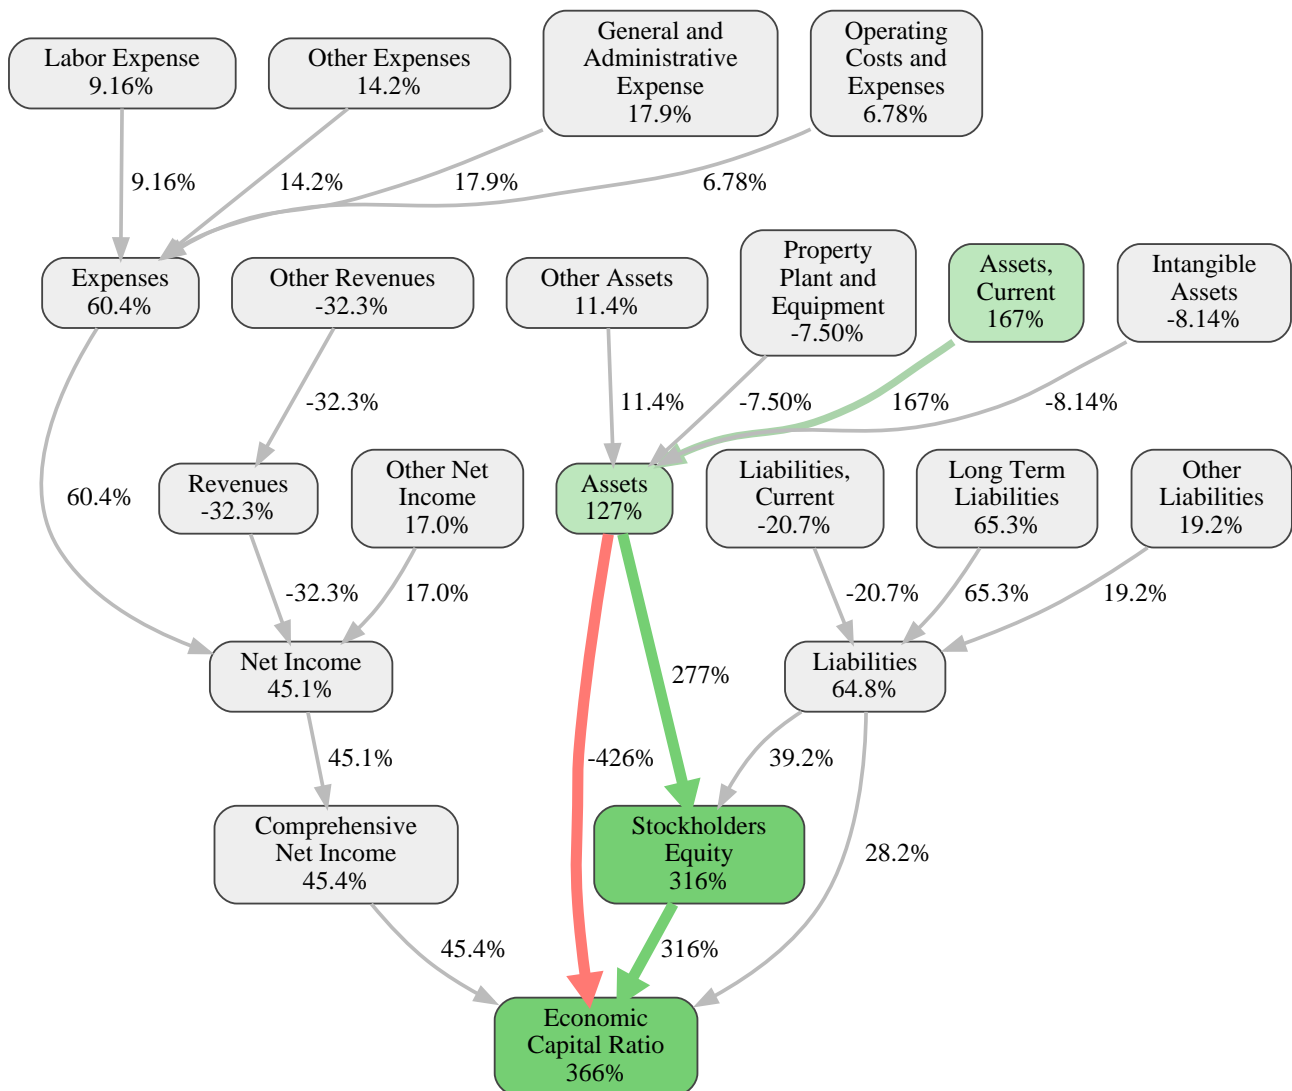 Labor Expense
9.16%
Other Expenses
14.2%
General and
Administrative
Expense
17.9%
Operating
Costs and
Expenses
6.78%
9.16%
14.2%
17.9%
6.78%
Expenses
60.4%
Other Revenues
-32.3%
Other Assets
11.4%
Property
Plant and
Equipment
-7.50%
Assets,
Current
167%
Intangible
Assets
-8.14%
-32.3%
11.4%
-7.50%
167%
-8.14%
60.4%
Revenues
-32.3%
Other Net
Income
17.0%
Assets
127%
Liabilities,
Current
-20.7%
Long Term
Liabilities
65.3%
Other
Liabilities
19.2%
-32.3%
17.0%
-20.7%
65.3%
19.2%
Net Income
45.1%
277%
Liabilities
64.8%
45.1%
-426%
39.2%
Comprehensive
Net Income
45.4%
Stockholders
Equity
316%
28.2%
45.4%
316%
Economic
Capital Ratio
366%